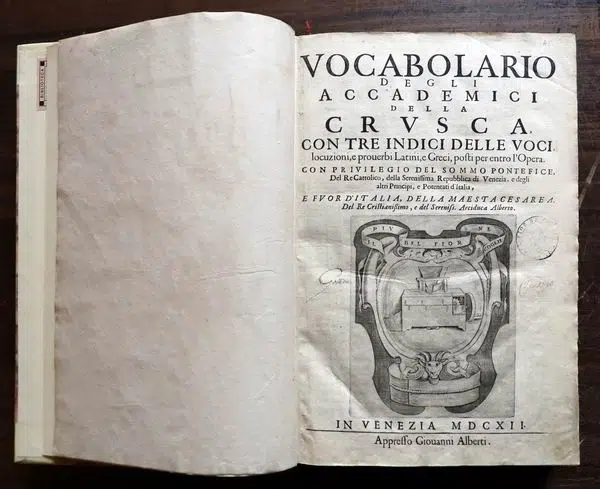 VOCABOLARIO
DEGLI
ACCADEMICI
DELLA
CRVSCA.
CON TRE INDICI DELLE VOCI,
locuzioni, e prouerbi Latini, e Greci, posti per entro l'Opera.
CON PRIVILEGIO DEL SOMMO PONTEFICE,
Del Re Cattolico, della Serenissima Repubblica di Venezia, e degli
altri Principi, e Potentati d'Italia,
E FVOR D'ITALIA, DELLA MAESTA CESAREA,
Del Re Cristianissimo, e del Sereniss. Arciduca Alberto.
IL PIV BEL FIOR NE COGLIE
IN VENEZIA MDCXII.
Appresso Giouanni Alberti.